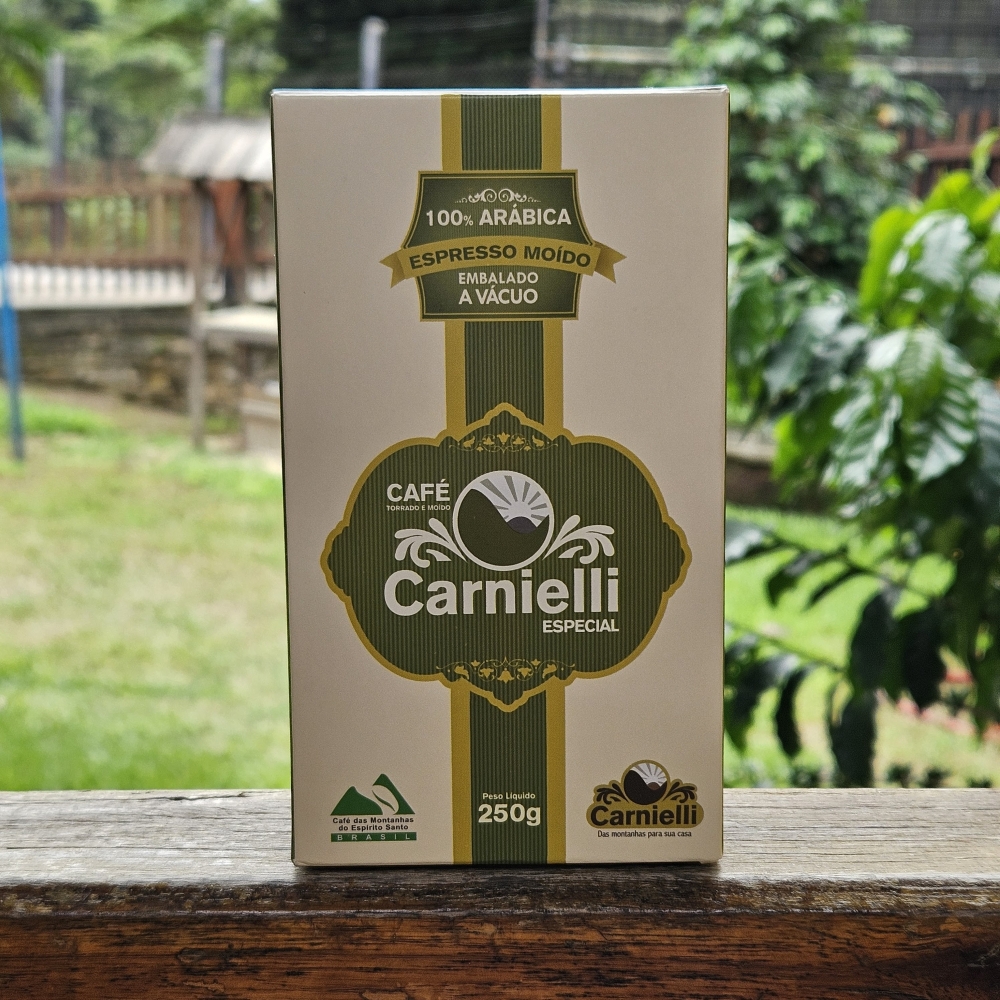 100% ARÁBICA
ESPRESSO MOÍDO
EMBALADO
A VÁCUO
CAFÉ
TORRADO E MOÍDO
Carnielli
ESPECIAL
Café das Montanhas
do Espírito Santo
BRASIL
Peso Líquido
250g
Carnielli
Das montanhas para sua casa